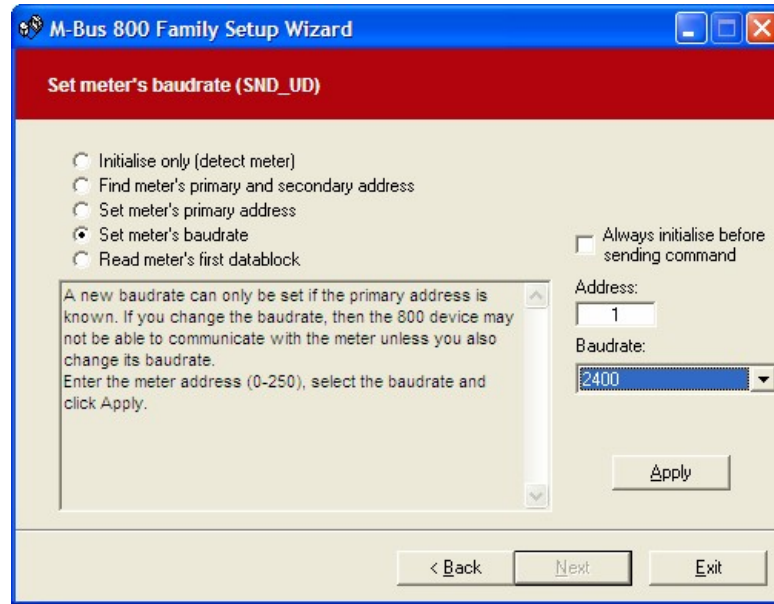 M-Bus 800 Family Setup Wizard
Set meter's baudrate (SND_UD)
Initialise only (detect meter)
Find meter's primary and secondary address
Set meter's primary address
Set meter's baudrate
Read meter's first datablock
A new baudrate can only be set if the primary address is
known. If you change the baudrate, then the 800 device may
not be able to communicate with the meter unless you also
change its baudrate.
Enter the meter address (0-250), select the baudrate and
click Apply.
Always initialise before
sending command
Address:
1
Baudrate:
2400
Apply
< Back
Next
Exit